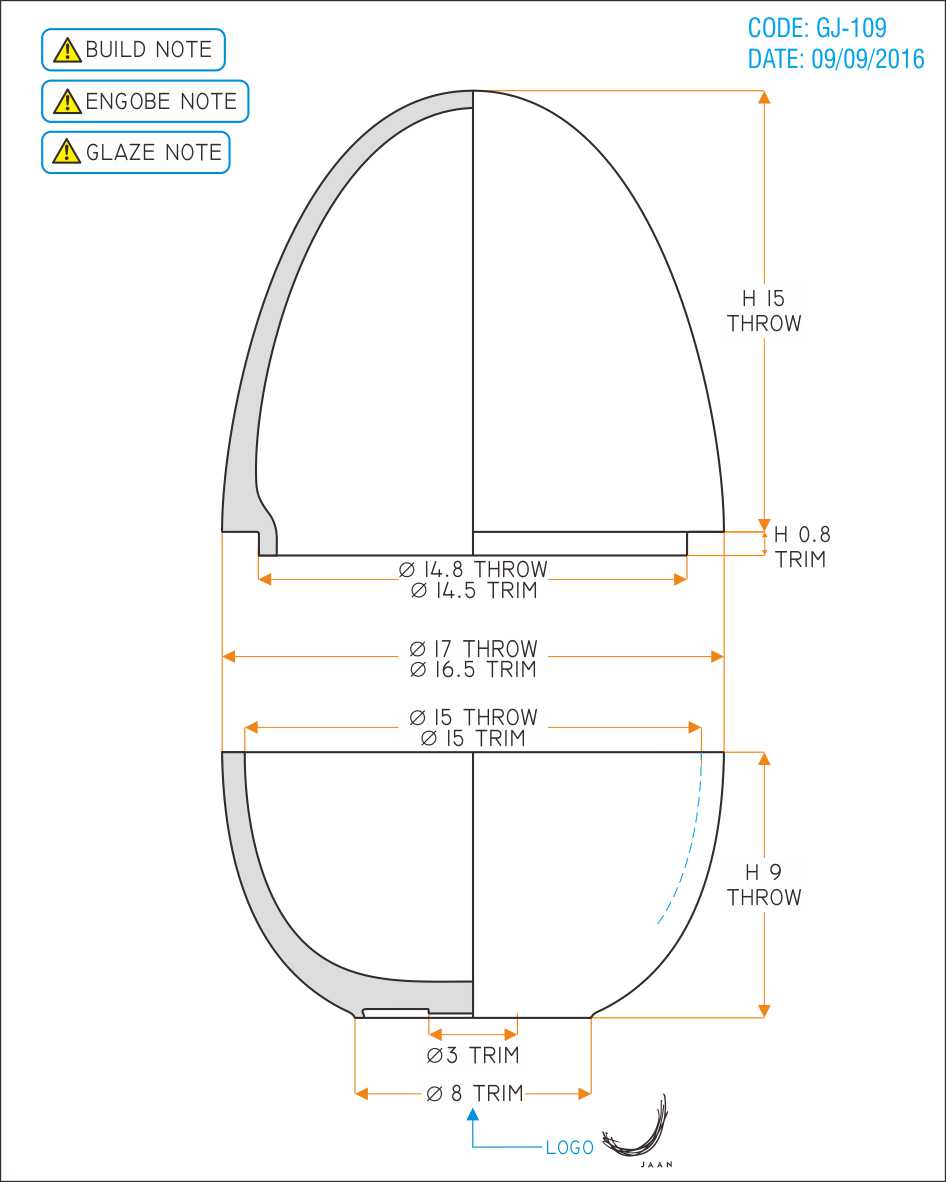 CODE: GJ-109
DATE: 09/09/2016
BUILD NOTE
ENGOBE NOTE
GLAZE NOTE
H 15
THROW
H 0.8
TRIM
Ø 14.8 THROW
Ø 14.5 TRIM
Ø 17 THROW
Ø 16.5 TRIM
Ø 15 THROW
Ø 15 TRIM
H 9
THROW
Ø3 TRIM
Ø 8 TRIM
LOGO
JAAN